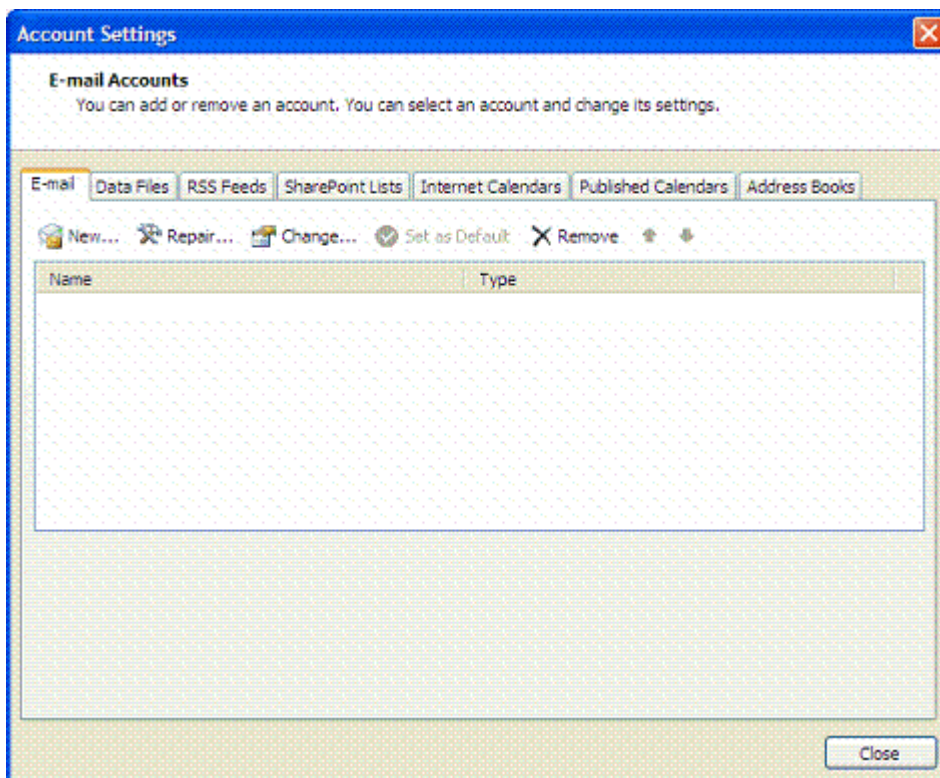 Account Settings
E-mail Accounts
You can add or remove an account. You can select an account and change its settings.
E-mail Data Files RSS Feeds SharePoint Lists Internet Calendars Published Calendars Address Books
New... Repair... Change... Set as Default Remove
Name Type
Close